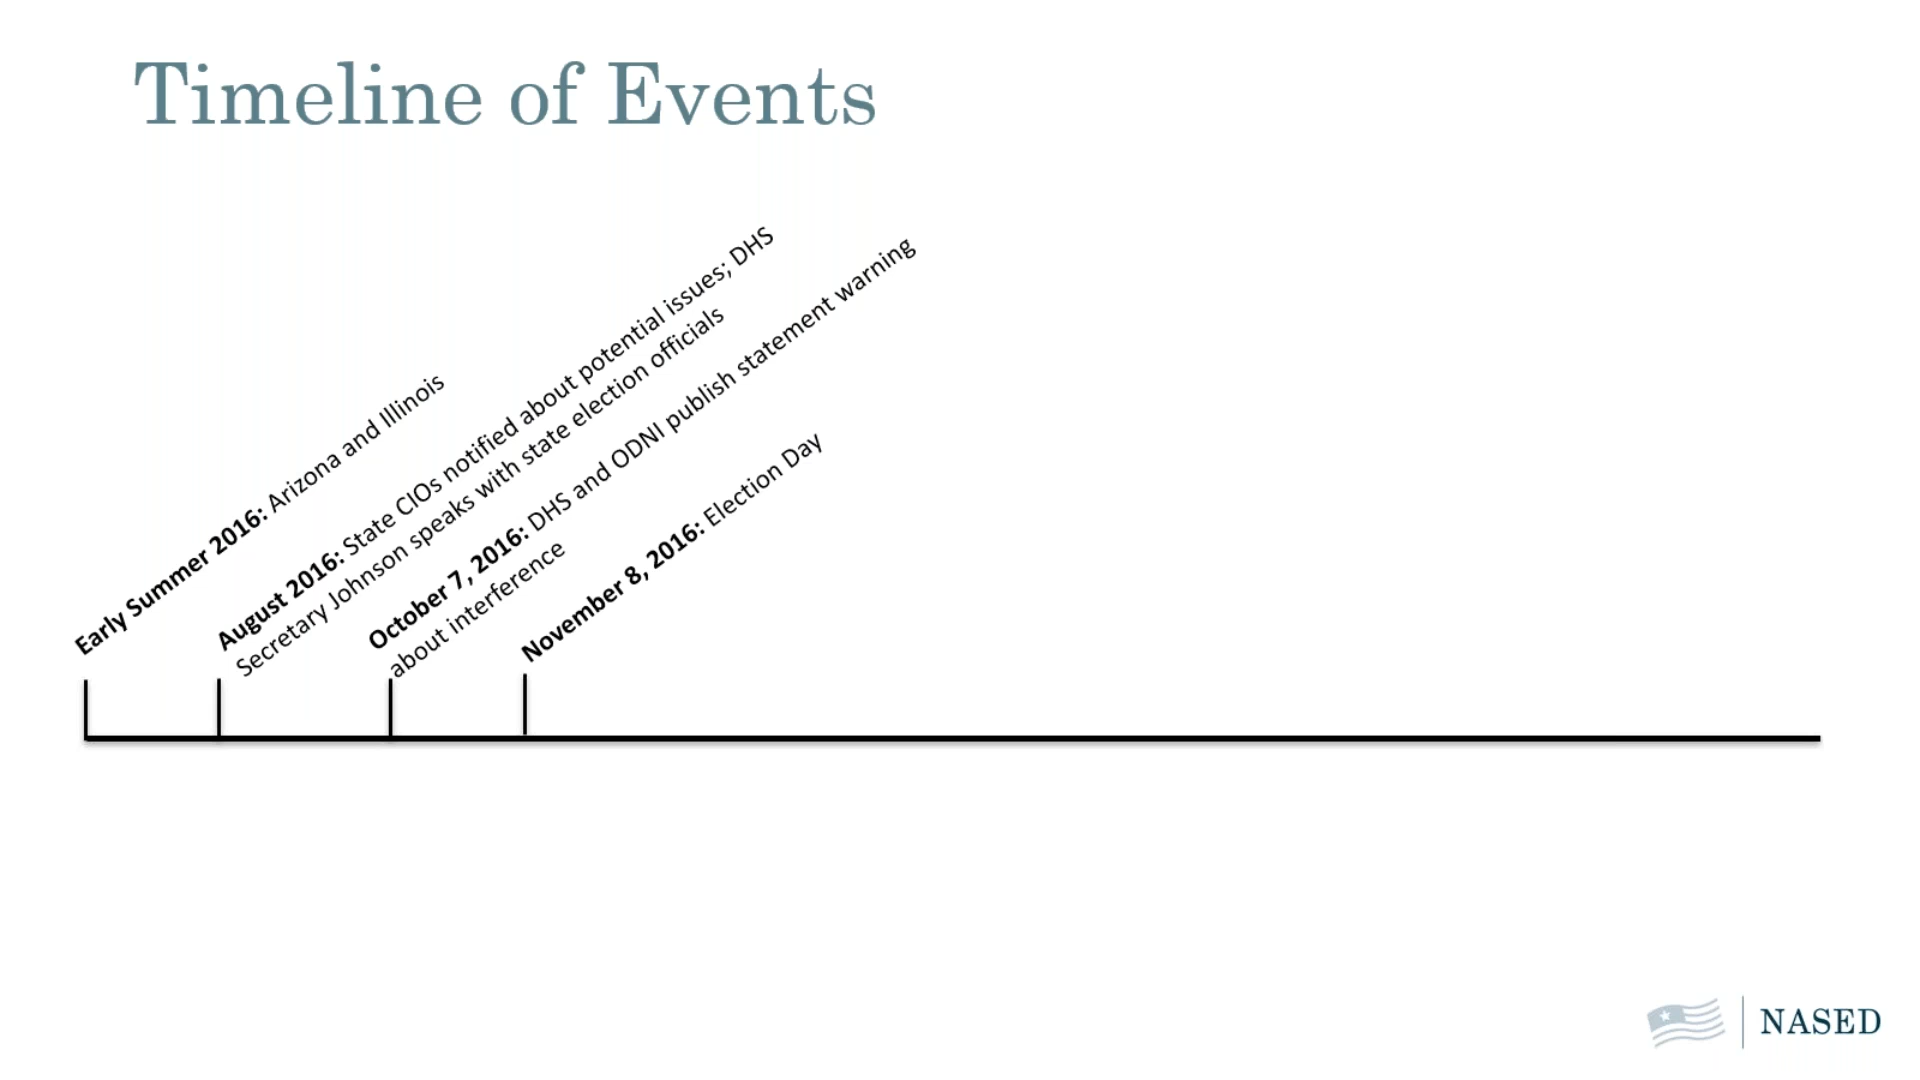 Timeline of Events
Early Summer 2016: Arizona and Illinois
August 2016: State CIOs notified about potential issues; DHS
Secretary Johnson speaks with state election officials
October 7, 2016: DHS and ODNI publish statement warning
about interference
November 8, 2016: Election Day
NASED